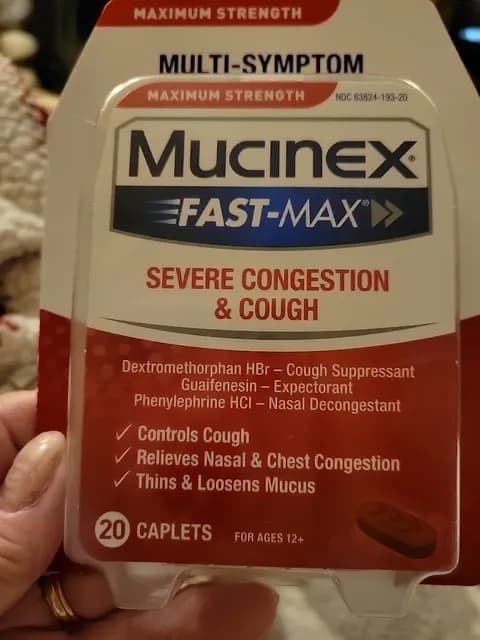 MAXIMUM STRENGTH
MULTI-SYMPTOM
MAXIMUM STRENGTH NDC 63824-193-20
Mucinex®
FAST-MAX®
SEVERE CONGESTION
& COUGH
Dextromethorphan HBr – Cough Suppressant
Guaifenesin – Expectorant
Phenylephrine HCl – Nasal Decongestant
✓ Controls Cough
✓ Relieves Nasal & Chest Congestion
✓ Thins & Loosens Mucus
20 CAPLETS FOR AGES 12+